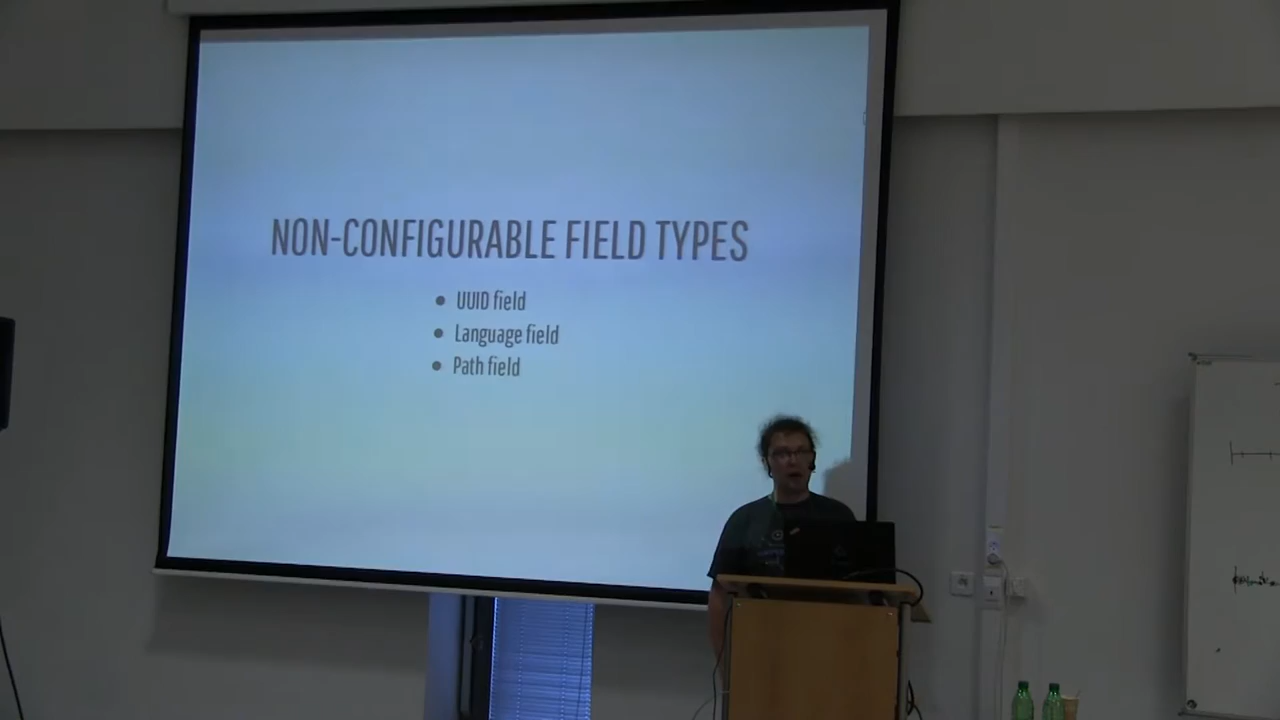 NON-CONFIGURABLE FIELD TYPES
• UUID field
• Language field
• Path field